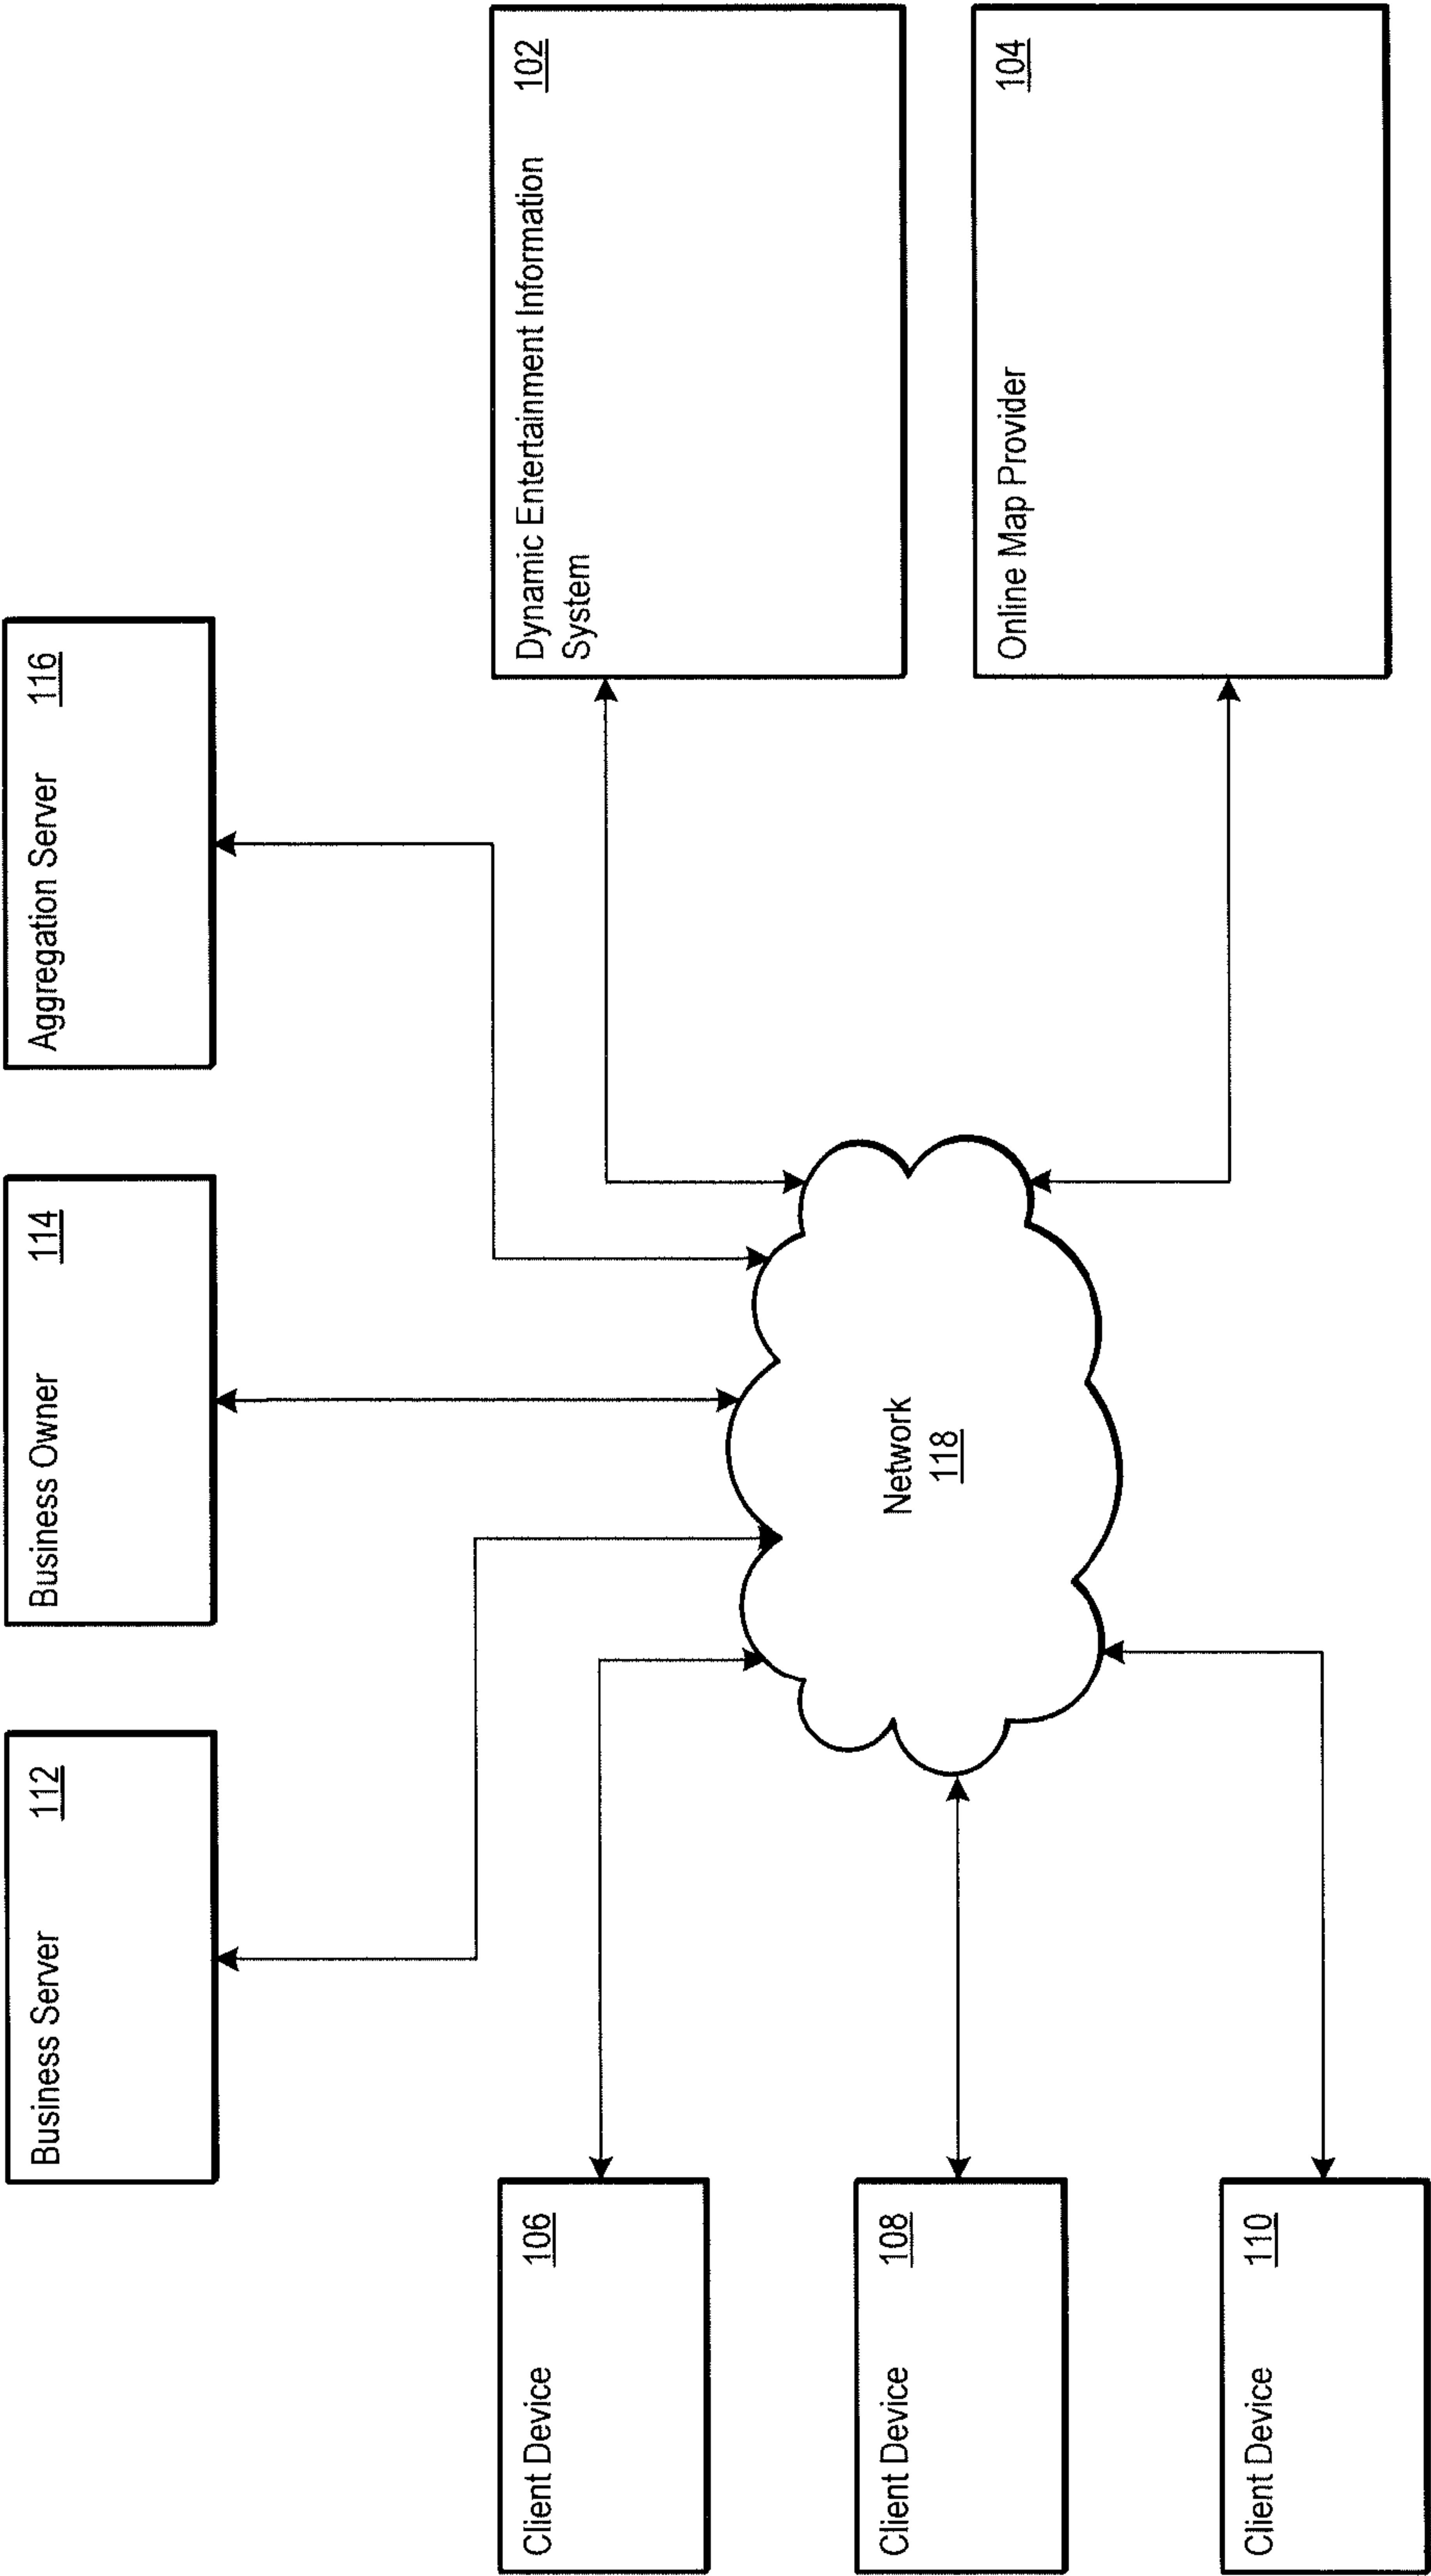 Business Server 112
Business Owner 114
Aggregation Server 116
Client Device 106
Client Device 108
Client Device 110
Network
118
Dynamic Entertainment Information 102
System
Online Map Provider 104